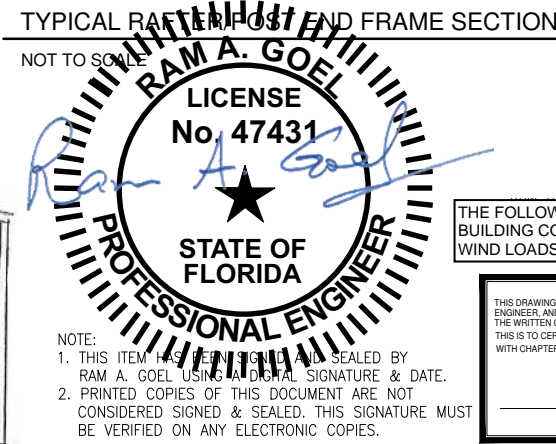 TYPICAL RAFTER/POST END FRAME SECTION
NOT TO SCALE
RAM A. GOEL
LICENSE
No. 47431
Ram A. Goel
STATE OF
FLORIDA
PROFESSIONAL ENGINEER
THE FOLLOW
BUILDING CO
WIND LOADS
THIS DRAWING
ENGINEER, AN
THE WRITTEN
THIS IS TO CER
WITH CHAPTER
NOTE:
1. THIS ITEM HAS BEEN SIGNED AND SEALED BY
RAM A. GOEL USING A DIGITAL SIGNATURE & DATE.
2. PRINTED COPIES OF THIS DOCUMENT ARE NOT
CONSIDERED SIGNED & SEALED. THIS SIGNATURE MUST
BE VERIFIED ON ANY ELECTRONIC COPIES.